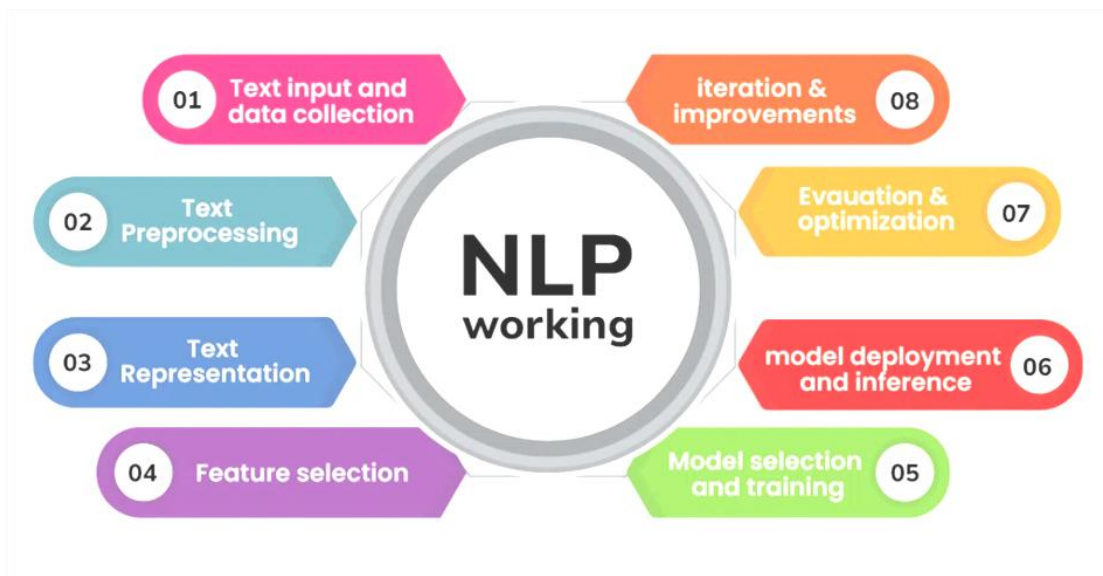 01
Text input and
data collection
02
Text
Preprocessing
03
Text
Representation
04
Feature selection
NLP
working
iteration &
improvements
08
Evauation &
optimization
07
model deployment
and inference
06
Model selection
and training
05